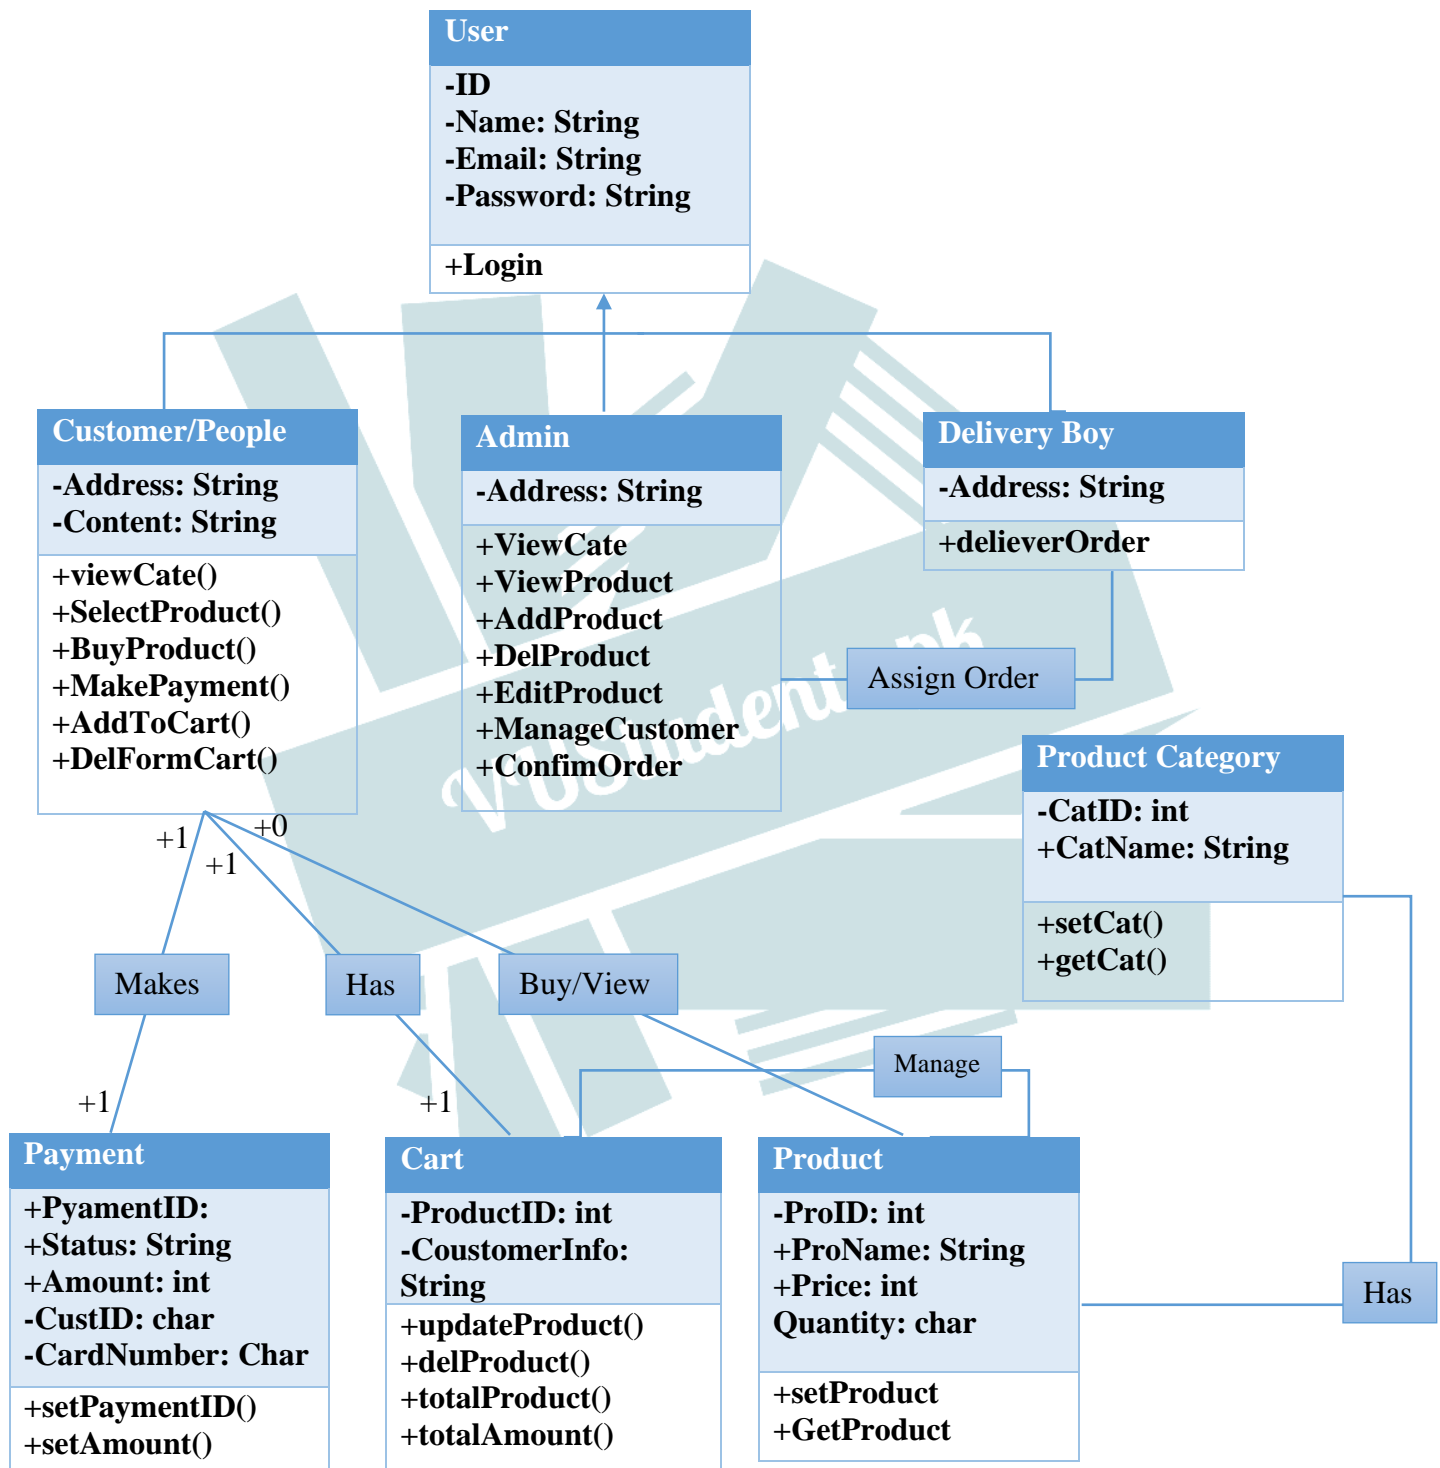 User
-ID
-Name: String
-Email: String
-Password: String
+Login
Customer/People
-Address: String
-Content: String
+viewCate()
+SelectProduct()
+BuyProduct()
+MakePayment()
+AddToCart()
+DelFormCart()
Admin
-Address: String
+ViewCate
+ViewProduct
+AddProduct
+DelProduct
+EditProduct
+ManageCustomer
+ConfimOrder
Delivery Boy
-Address: String
+delieverOrder
Assign Order
VUStudent.pk
Product Category
-CatID: int
+CatName: String
+setCat()
+getCat()
+1
+1
+0
Makes
Has
Buy/View
Manage
+1
+1
Payment
+PyamentID:
+Status: String
+Amount: int
-CustID: char
-CardNumber: Char
+setPaymentID()
+setAmount()
Cart
-ProductID: int
-CoustomerInfo:
String
+updateProduct()
+delProduct()
+totalProduct()
+totalAmount()
Product
-ProID: int
+ProName: String
+Price: int
Quantity: char
+setProduct
+GetProduct
Has